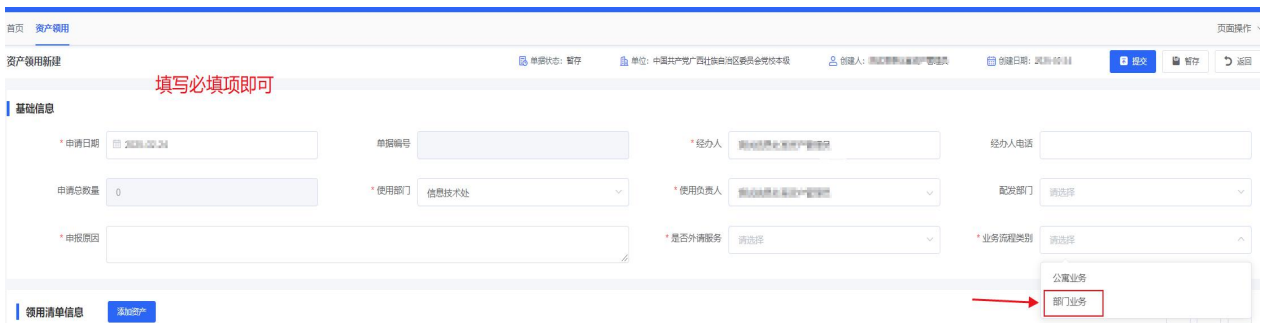 首页 资产领用 页面操作
资产领用新建 单据状态: 暂存 单位: 中国共产党广西壮族自治区委员会党校本级 创建人: 创建日期: 提交 暂存 返回
填写必填项即可
基础信息
* 申请日期 单据编号 * 经办人 经办人电话
申请总数量 0 * 使用部门 信息技术处 * 使用负责人 配发部门 请选择
* 申报原因 * 是否外请服务 请选择 * 业务流程类别 请选择
公寓业务
部门业务
领用清单信息 添加资产